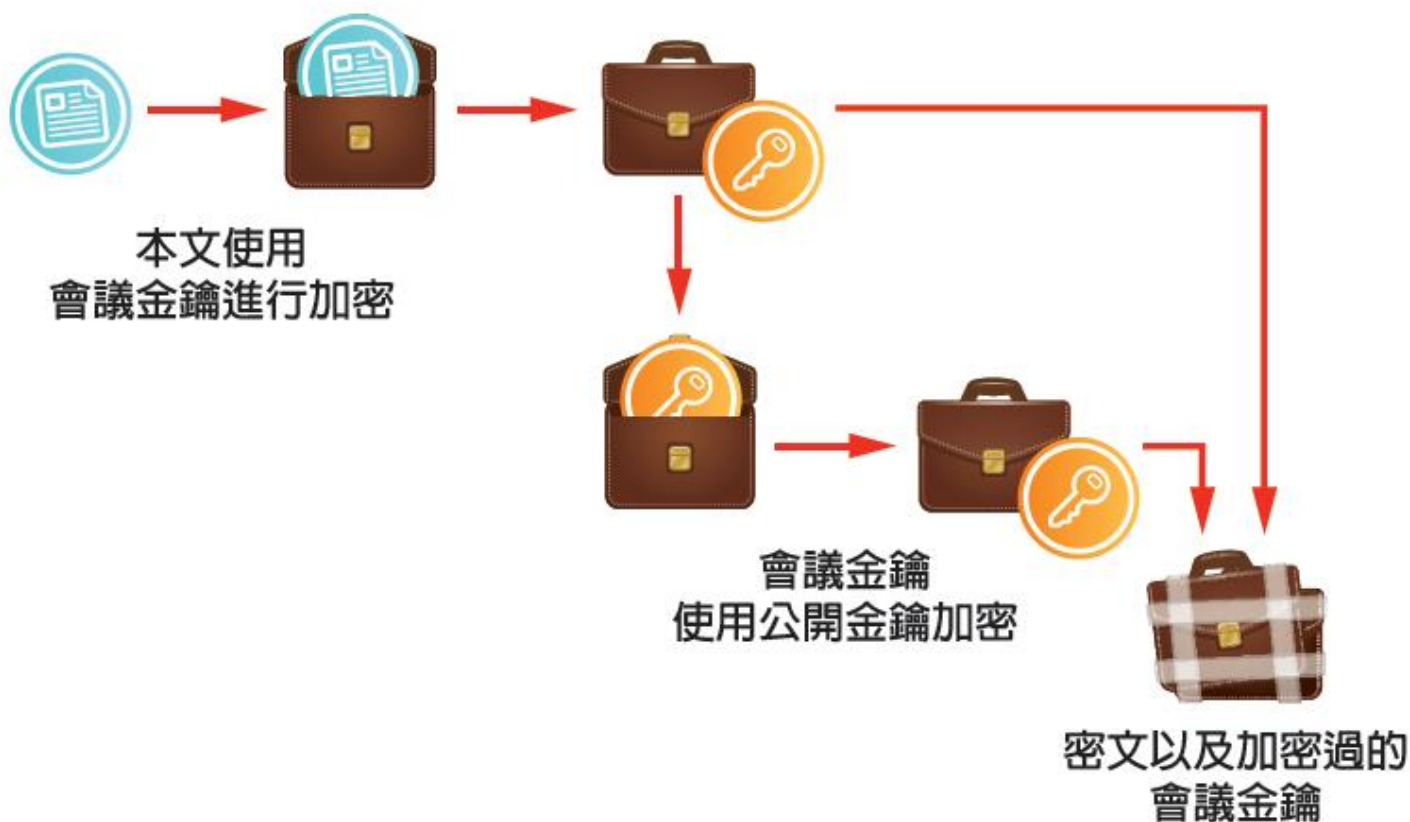 本文使用
會議金鑰進行加密
會議金鑰
使用公開金鑰加密
密文以及加密過的
會議金鑰